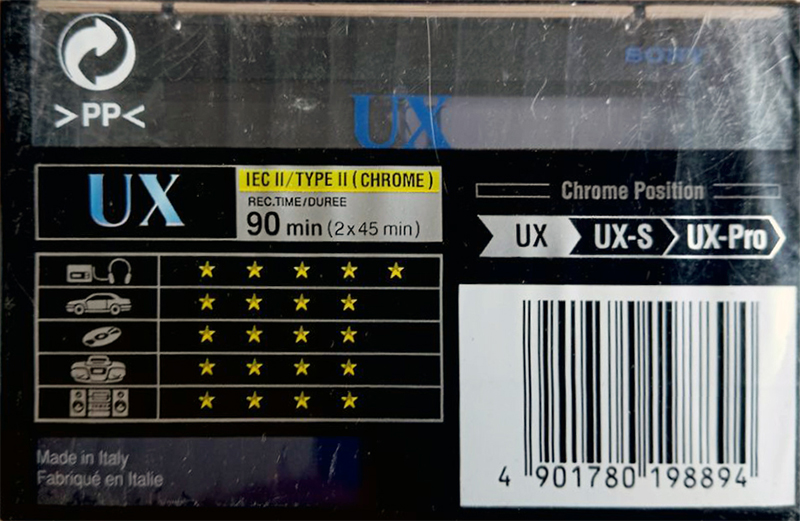 SONY
>PP<
UX
UX
IEC II/TYPE II (CHROME)
REC.TIME/DUREE
90 min (2x45 min)
Chrome Position
UX UX-S UX-Pro
Made in Italy
Fabriqué en Italie
4 901780 198894